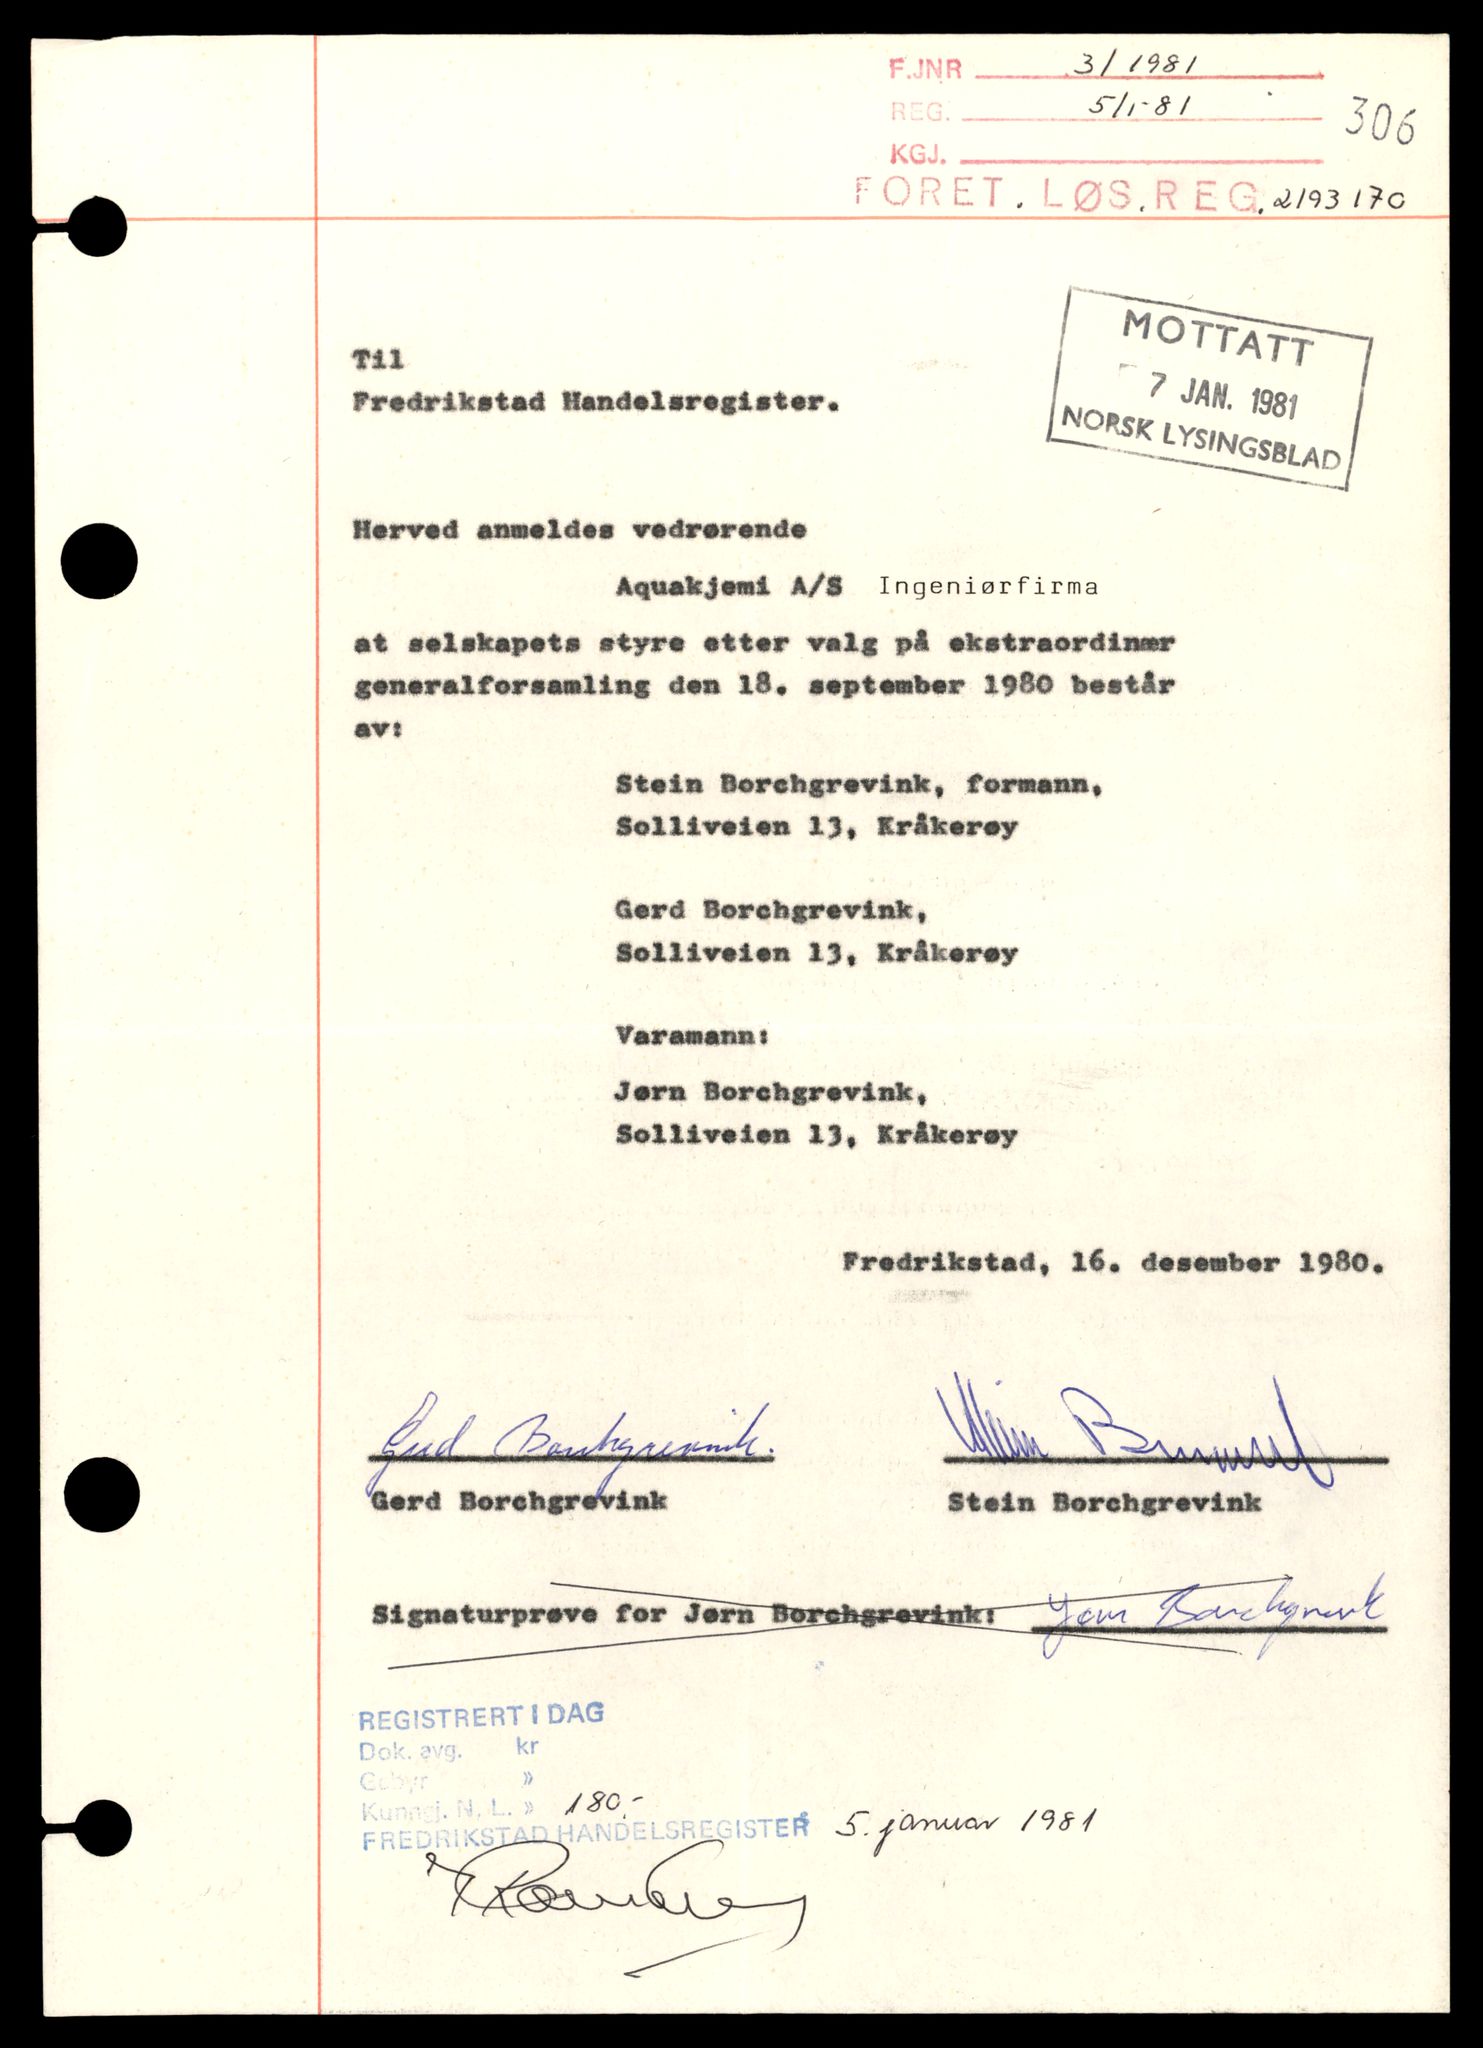 F.JNR 3/1981
REG. 5/1-81
306
KGJ.
FORET. LØS. REG. 2193170
MOTTATT
7 JAN. 1981
NORSK LYSINGSBLAD
Til
Fredrikstad Handelsregister.
Herved anmeldes vedrørende
Aquakjemi A/S Ingeniørfirma
at selskapets styre etter valg på ekstraordinær
generalforsamling den 18. september 1980 består
av:
Stein Borchgrevink, formann,
Solliveien 13, Kråkerøy
Gerd Borchgrevink,
Solliveien 13, Kråkerøy
Varamann:
Jørn Borchgrevink,
Solliveien 13, Kråkerøy
Fredrikstad, 16. desember 1980.
Gerd Borchgrevink.
Gerd Borchgrevink
Stein Borchgrevink
Signaturprøve for Jørn Borchgrevink: Jørn Borchgrevink
REGISTRERT I DAG
Dok. avg. kr
Gebyr »
Kunngj. N. L. » 180.-
FREDRIKSTAD HANDELSREGISTER 5. januar 1981